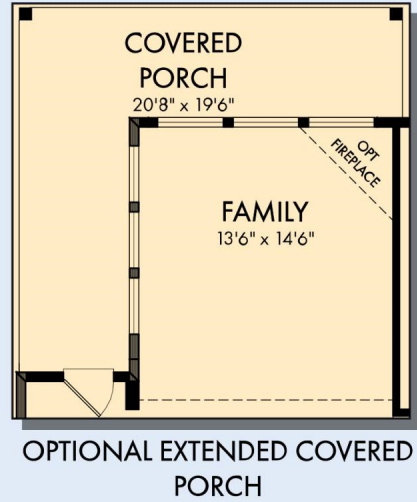 COVERED
PORCH
20'8" x 19'6"
OPT
FIREPLACE
FAMILY
13'6" x 14'6"
OPTIONAL EXTENDED COVERED
PORCH